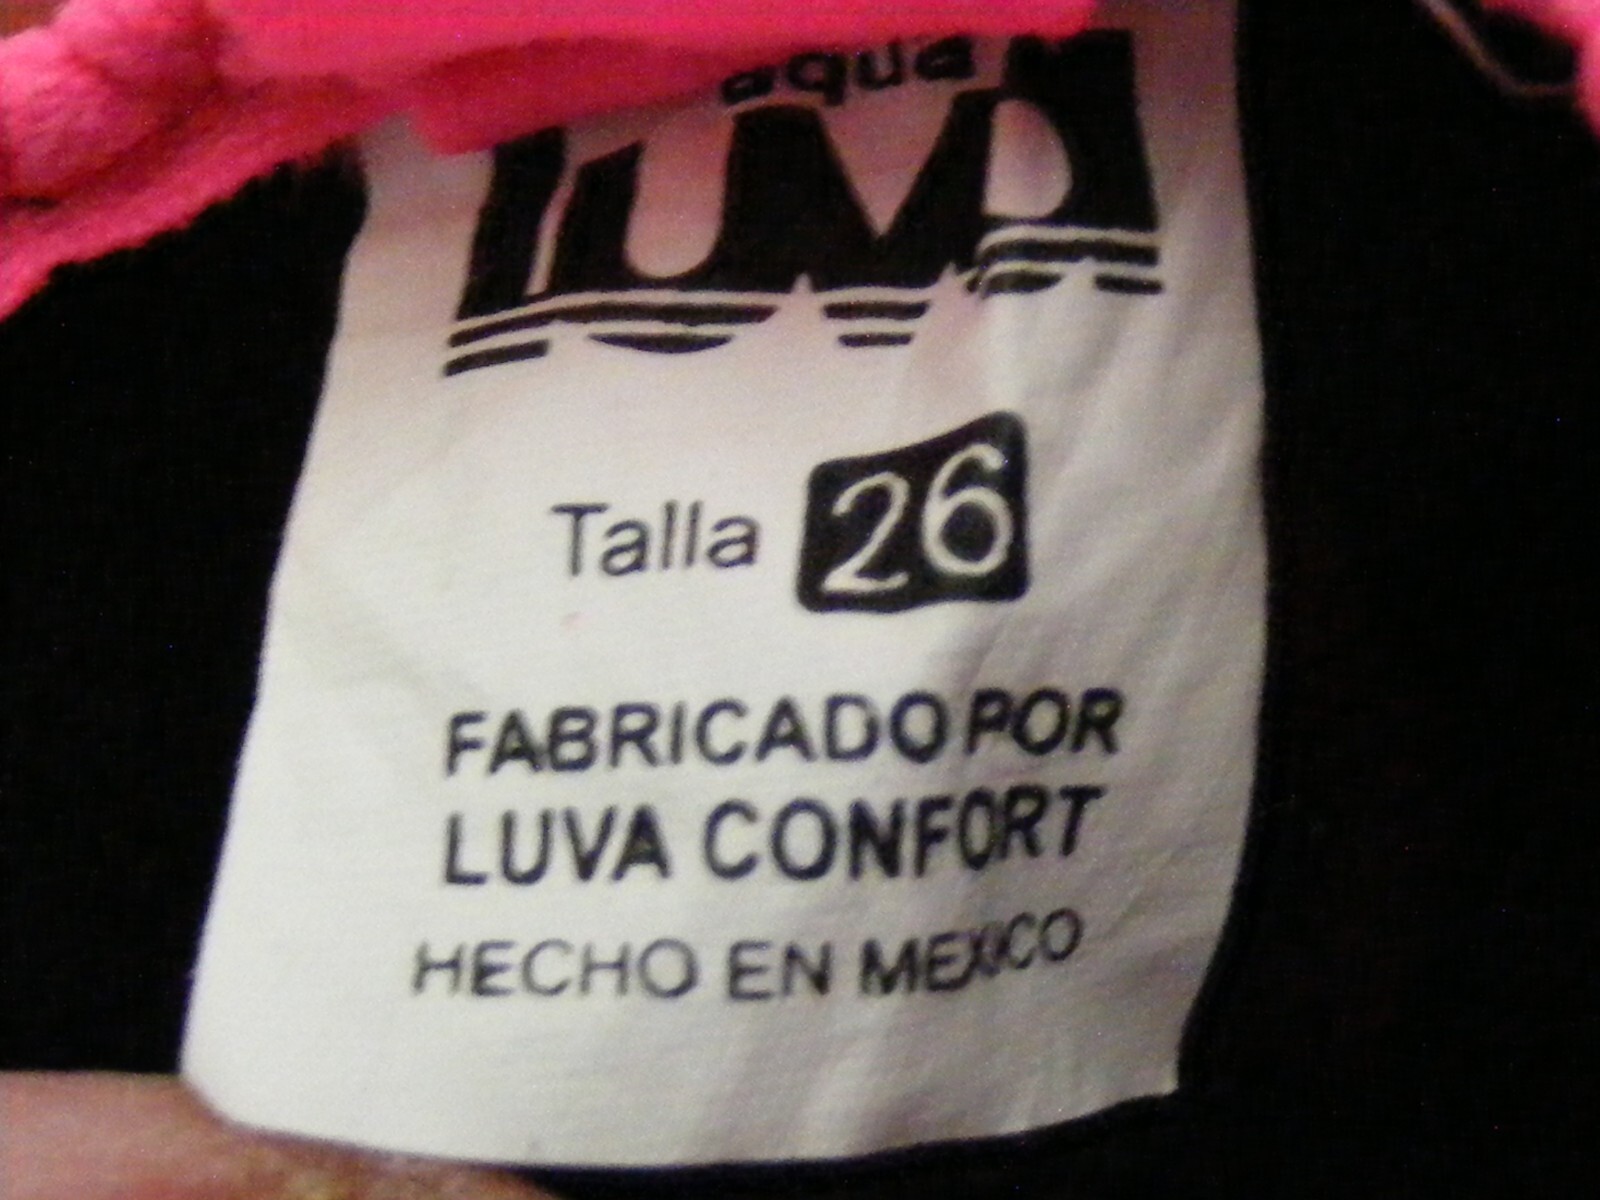 aqua
LUVA
Talla 26
FABRICADO POR
LUVA CONFORT
HECHO EN MEXICO